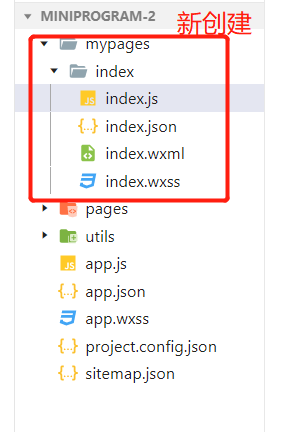 MINIPROGRAM-2
新创建
mypages
index
JS index.js
{..} index.json
index.wxml
index.wxss
pages
utils
JS app.js
{..} app.json
app.wxss
{..} project.config.json
{..} sitemap.json